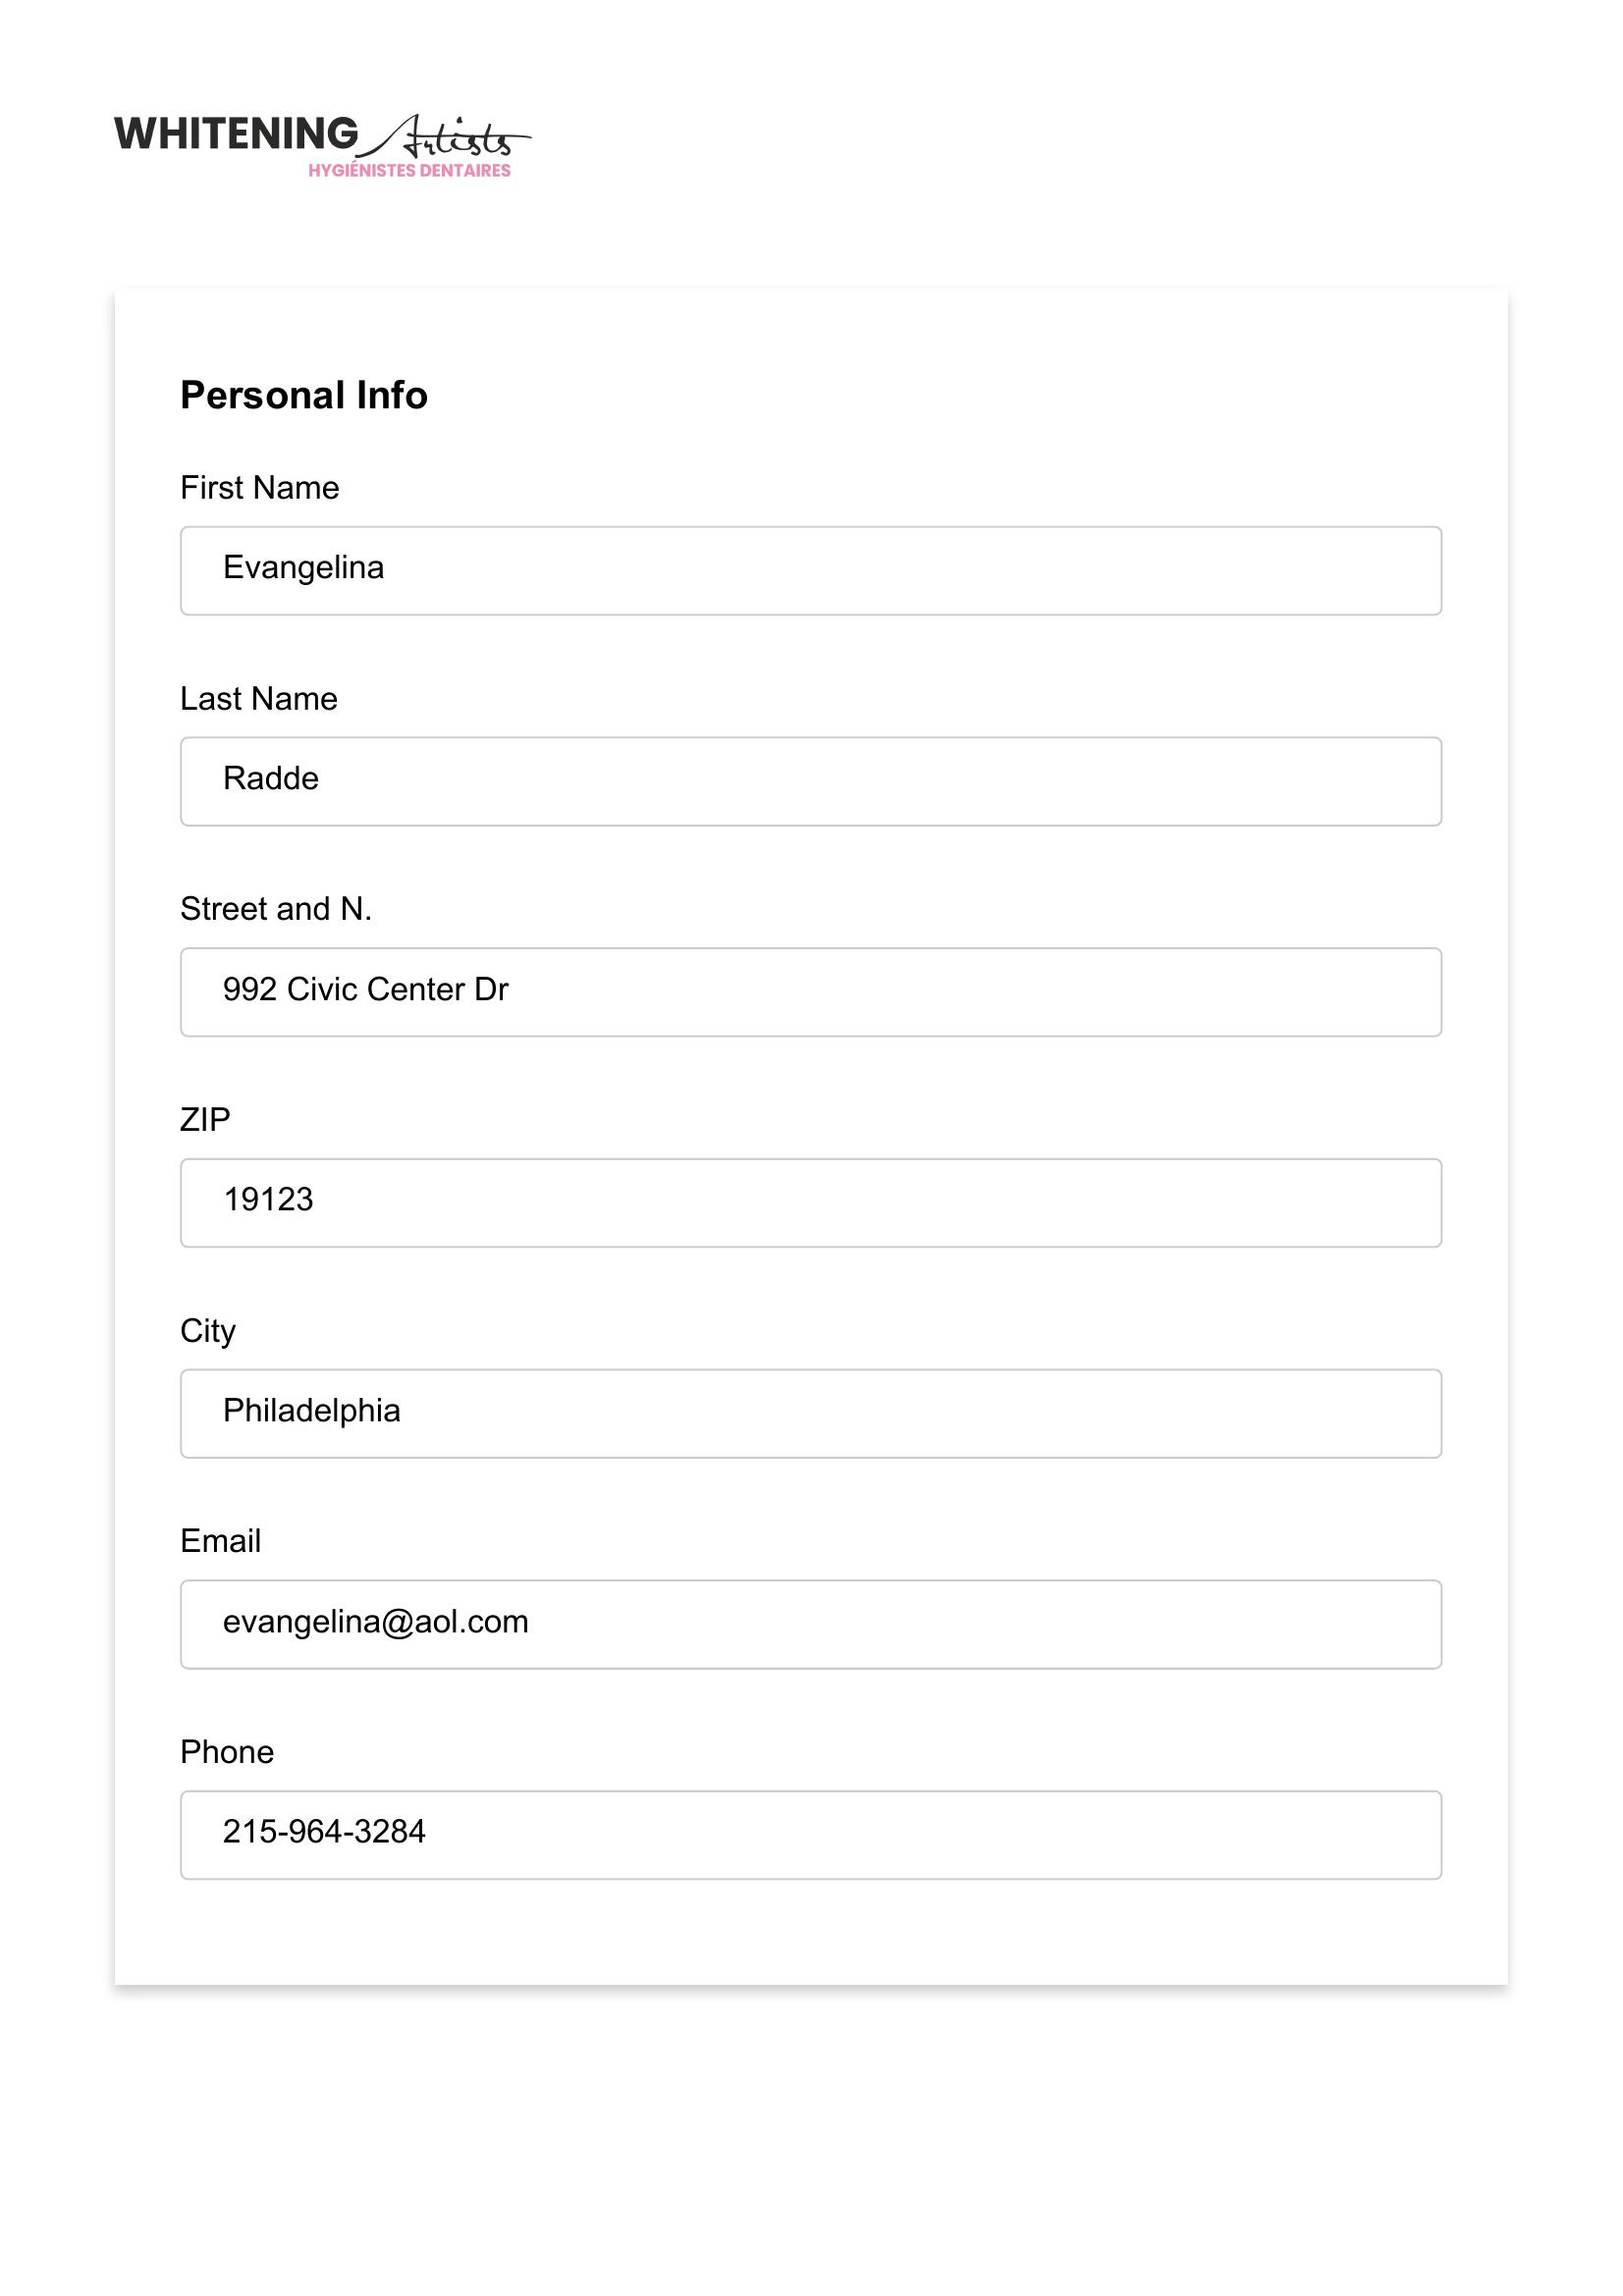 WHITENING Artists
HYGIÉNISTES DENTAIRES
Personal Info
First Name
Evangelina
Last Name
Radde
Street and N.
992 Civic Center Dr
ZIP
19123
City
Philadelphia
Email
evangelina@aol.com
Phone
215-964-3284